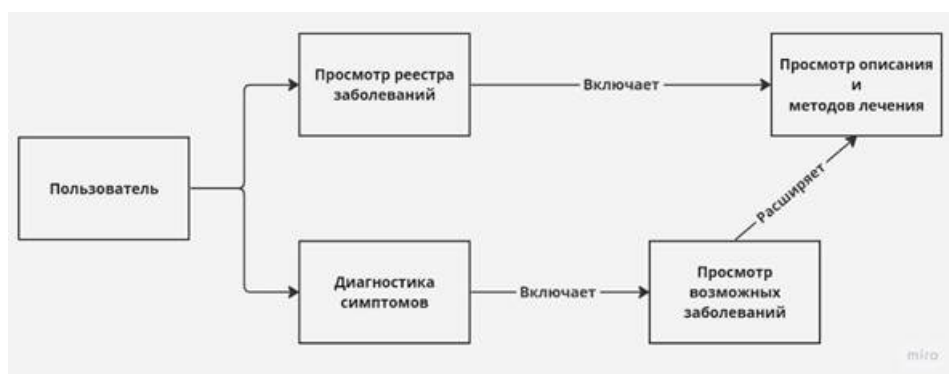 Просмотр реестра
заболеваний
Включает
Просмотр описания
и
методов лечения
Пользователь
Расширяет
Диагностика
симптомов
Включает
Просмотр
возможных
заболеваний
miro